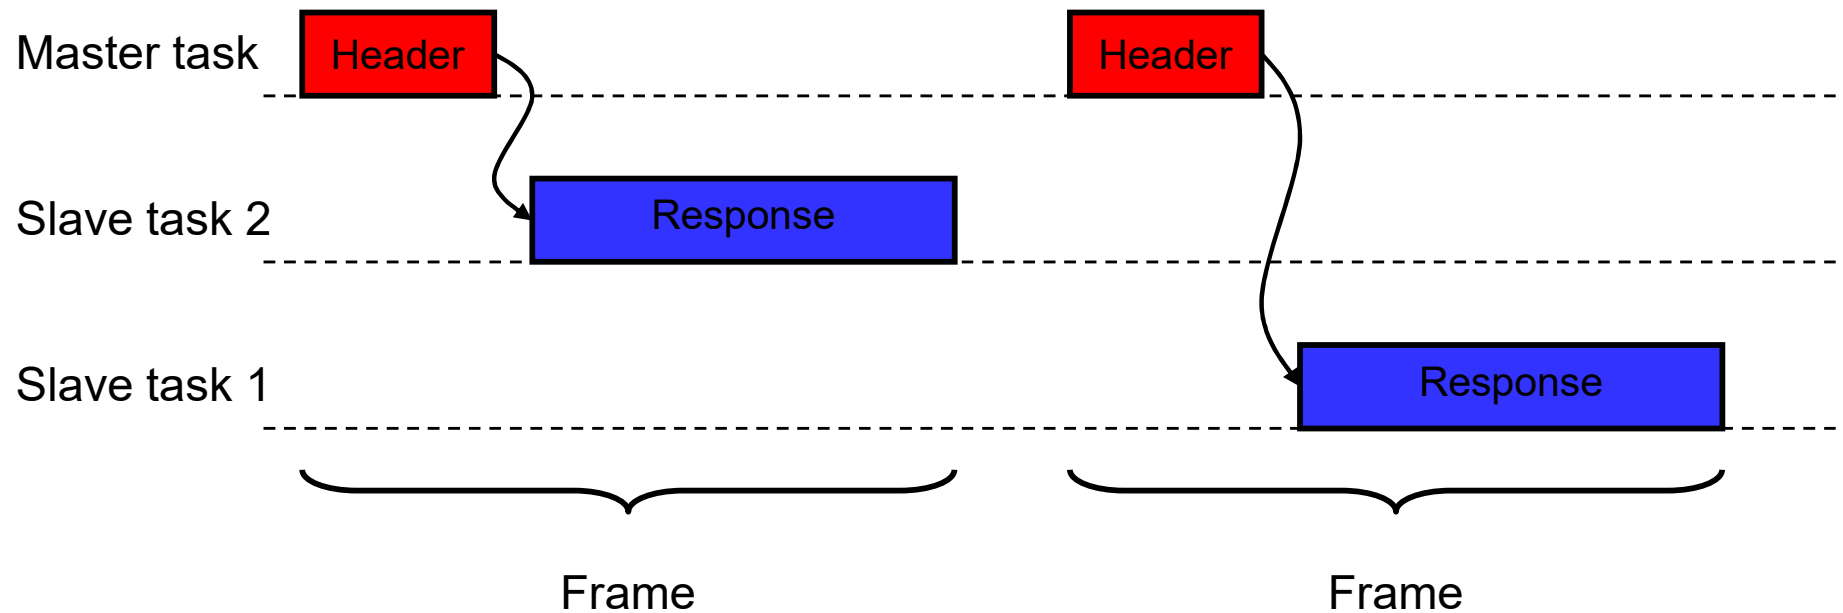 Master task
Header
Header
Slave task 2
Response
Slave task 1
Response
Frame
Frame